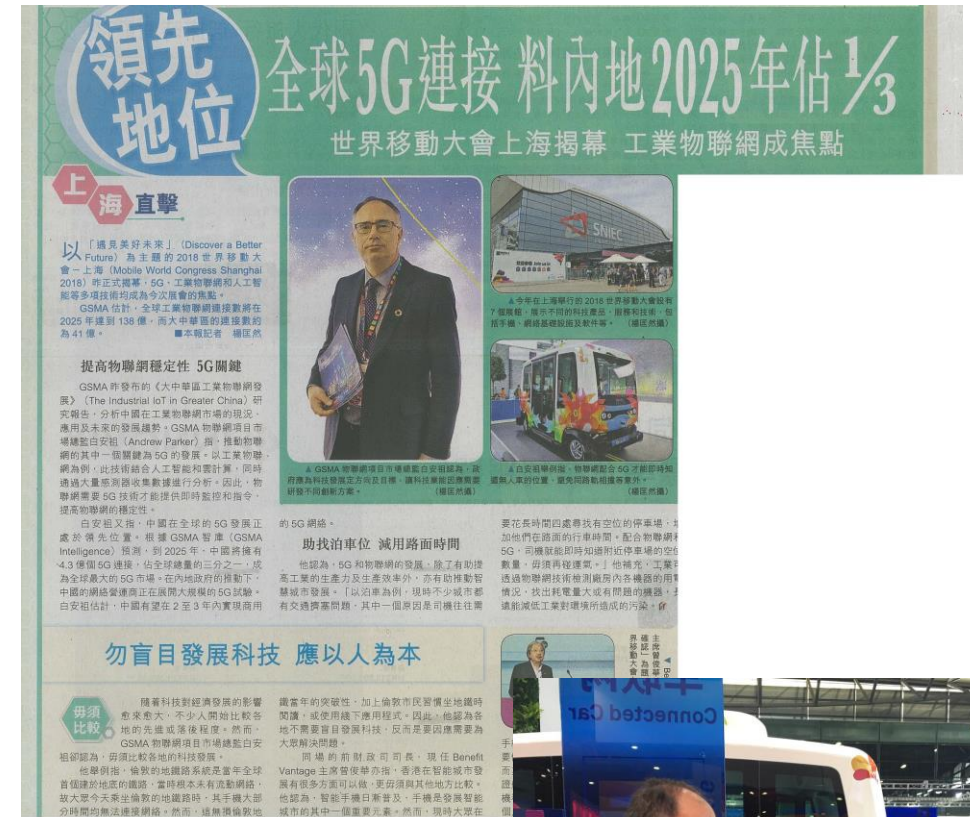 領先
地位
全球5G連接 料內地2025年佔1/3
世界移動大會上海揭幕 工業物聯網成焦點
上海直擊
以「遇見美好未來」（Discover a Better
Future）為主題的2018世界移動大
會－上海（Mobile World Congress Shanghai
2018）昨正式揭幕，5G、工業物聯網和人工智
能等多項技術均成為今次展會的焦點。
GSMA估計，全球工業物聯網連接數將在
2025年達到138億，而大中華區的連接數約
為41億。 ■本報記者 楊匡然
提高物聯網穩定性 5G關鍵
GSMA昨發布的《大中華區工業物聯網發
展》（The Industrial IoT in Greater China）研
究報告，分析中國在工業物聯網市場的現況、
應用及未來的發展趨勢。GSMA物聯網項目市
場總監白安祖（Andrew Parker）指，推動物聯
網的其中一個關鍵為5G的發展。以工業物聯
網為例，此技術結合人工智能和雲計算，同時
通過大量感測器收集數據進行分析。因此，物
聯網需要5G技術才能提供即時監控和指令，
提高物聯網的穩定性。
白安祖又指，中國在全球的5G發展正
處於領先位置。根據GSMA智庫（GSMA
Intelligence）預測，到2025年，中國將擁有
4.3億個5G連接，佔全球總量的三分之一，成
為全球最大的5G市場。在內地政府的推動下，
中國的網絡營運商正在展開大規模的5G試驗。
白安祖估計，中國有望在2至3年內實現商用
SNIEC
▲今年在上海舉行的2018世界移動大會設有
7個展館，展示不同的科技產品、服務和技術，包
括手機、網絡基礎設施及軟件等。 （楊匡然攝）
▲GSMA物聯網項目市場總監白安祖認為，政
府應為科技發展定方向及目標，讓科技業能因應需要
研發不同創新方案。 （楊匡然攝）
▲白安祖舉例指，物聯網配合5G才能即時知
道無人車的位置，避免同路軌相撞等意外。
（楊匡然攝）
的5G網絡。
助找泊車位 減用路面時間
他認為，5G和物聯網的發展，除了有助提
高工業的生產力及生產效率外，亦有助推動智
慧城市發展。「以泊車為例，現時不少城市都
有交通擠塞問題，其中一個原因是司機往往需
要花長時間四處尋找有空位的停車場，增
加他們在路面的行車時間。配合物聯網和
5G，司機就能即時知道附近停車場的空位
數量，毋須再碰運氣。」他補充，工業可
透過物聯網技術檢測廠房內各機器的用電
情況，找出耗電量大或有問題的機器，是
遠能減低工業對環境所造成的污染。
勿盲目發展科技 應以人為本
毋須
比較
隨著科技對經濟發展的影響
愈來愈大，不少人開始比較各
地的先進或落後程度。然而，
GSMA物聯網項目市場總監白安
祖卻認為，毋須比較各地的科技發展。
他舉例指，倫敦的地鐵路系統是當年全球
首個建於地底的鐵路，當時根本未有流動網絡，
故大眾今天乘坐倫敦的地鐵路時，其手機大部
分時間均無法連接網絡。然而，這無損倫敦地
鐵當年的突破性，加上倫敦市民習慣坐地鐵時
閱讀，或使用綫下應用程式。因此，他認為各
地不需要盲目發展科技，反而是要因應需要為
大眾解決問題。
同場的前財政司司長，現任Benefit
Vantage主席曾俊華亦指，香港在智能城市發
展有很多方面可以做，更毋須與其他地方比較。
他認為，智能手機日漸普及，手機是發展智能
城市的其中一個重要元素。然而，現時大眾在
Connected Car